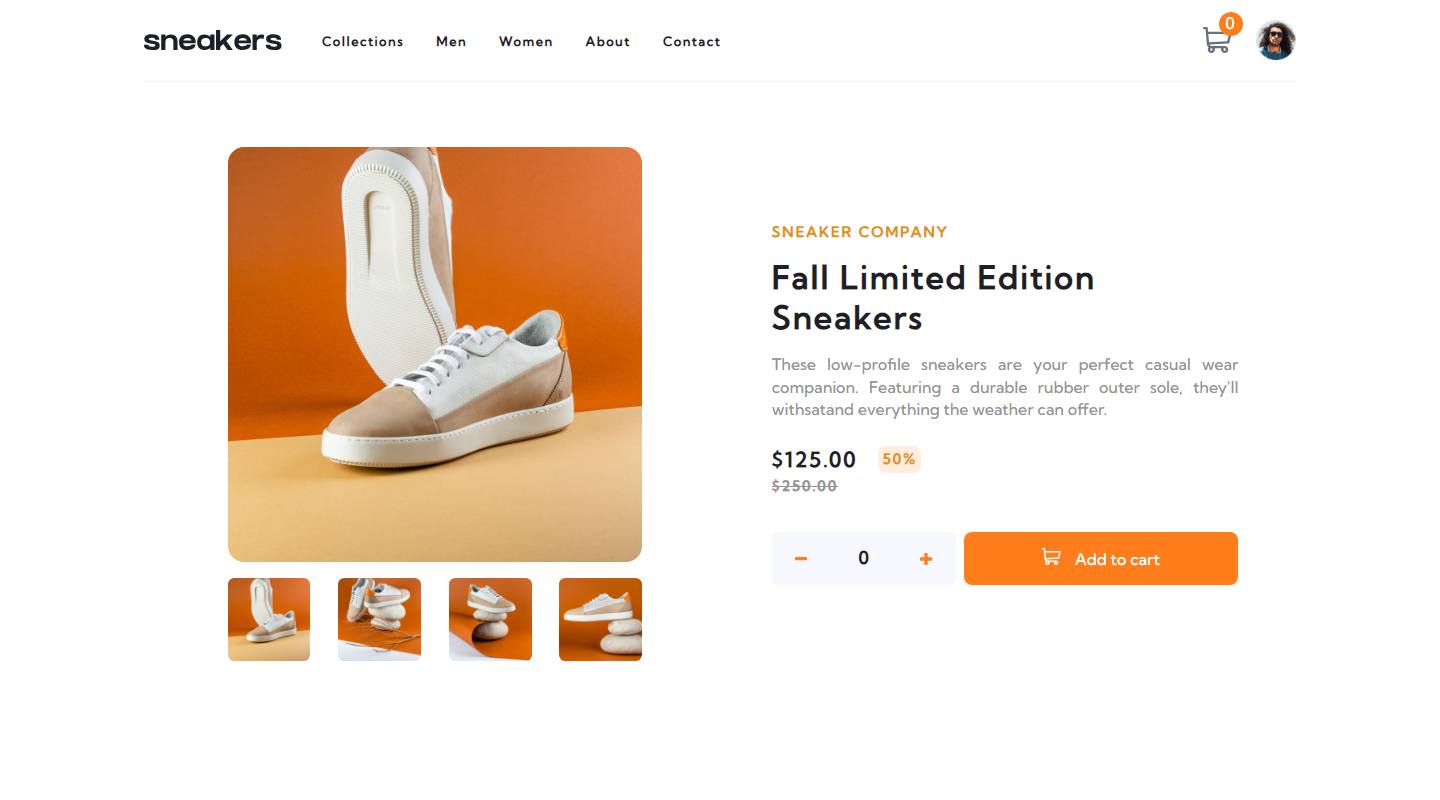 sneakers Collections Men Women About Contact 0
SNEAKER COMPANY
Fall Limited Edition
Sneakers
These low-profile sneakers are your perfect casual wear
companion. Featuring a durable rubber outer sole, they'll
withsatand everything the weather can offer.
$125.00 50%
$250.00
0 Add to cart